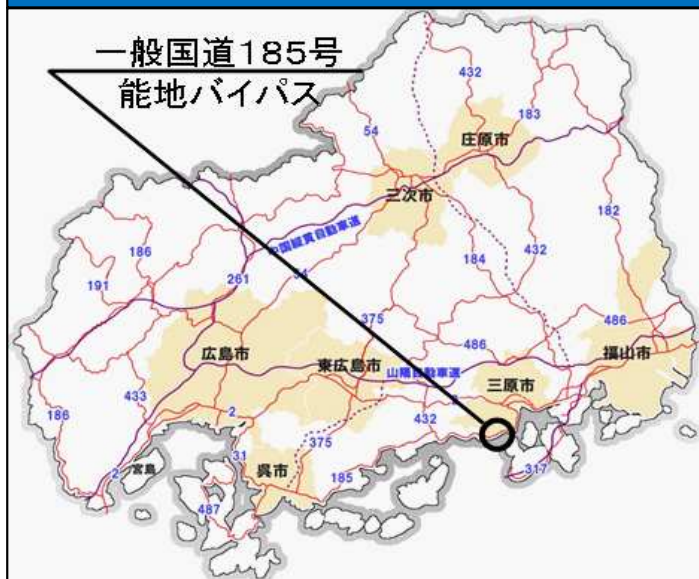 一般国道185号
能地バイパス
432
183
54
庄原市
三次市
182
中国縦貫自動車道
186
432
184
191
261
54
375
486
486
広島市
東広島市
福山市
山陽自動車道
三原市
2
433
2
432
186
31
375
317
呉市
185
宮島
2
487